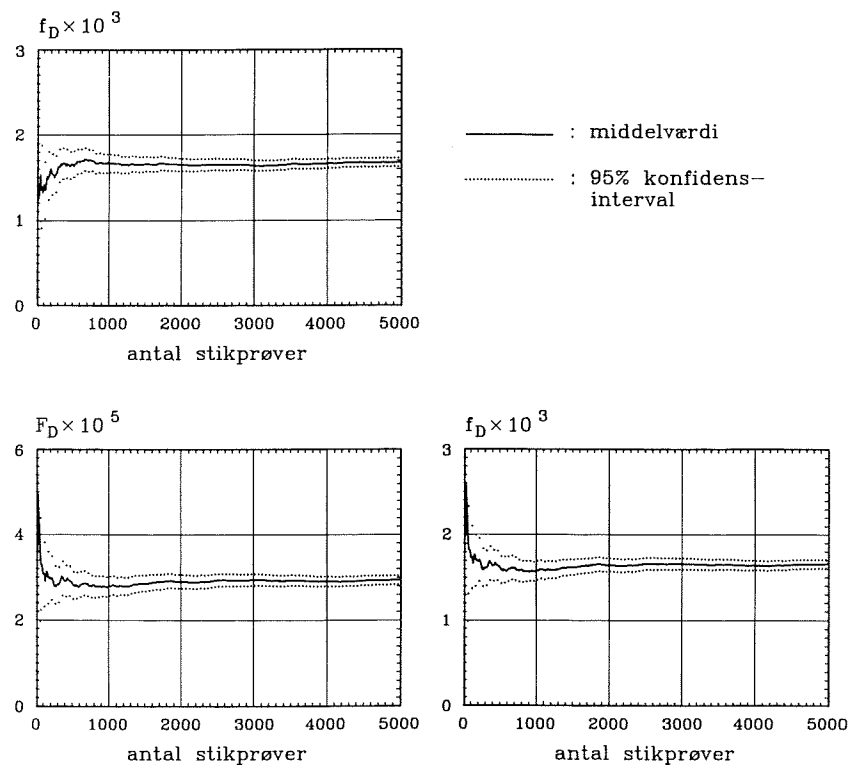 f_D × 10^3
3
2
1
0
0 1000 2000 3000 4000 5000
antal stikprøver
: middelværdi
: 95% konfidens-
interval
F_D × 10^5
6
4
2
0
0 1000 2000 3000 4000 5000
antal stikprøver
f_D × 10^3
3
2
1
0
0 1000 2000 3000 4000 5000
antal stikprøver